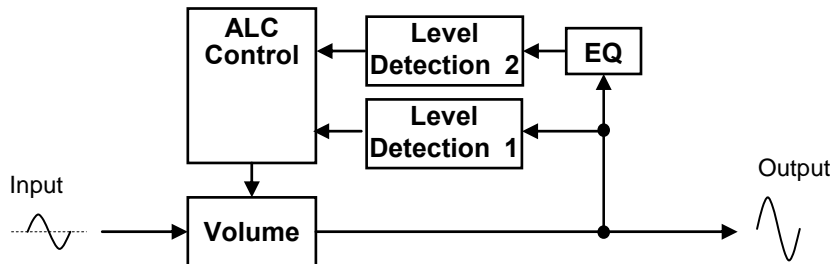 ALC
Control
Level
Detection 2
EQ
Level
Detection 1
Input
Volume
Output